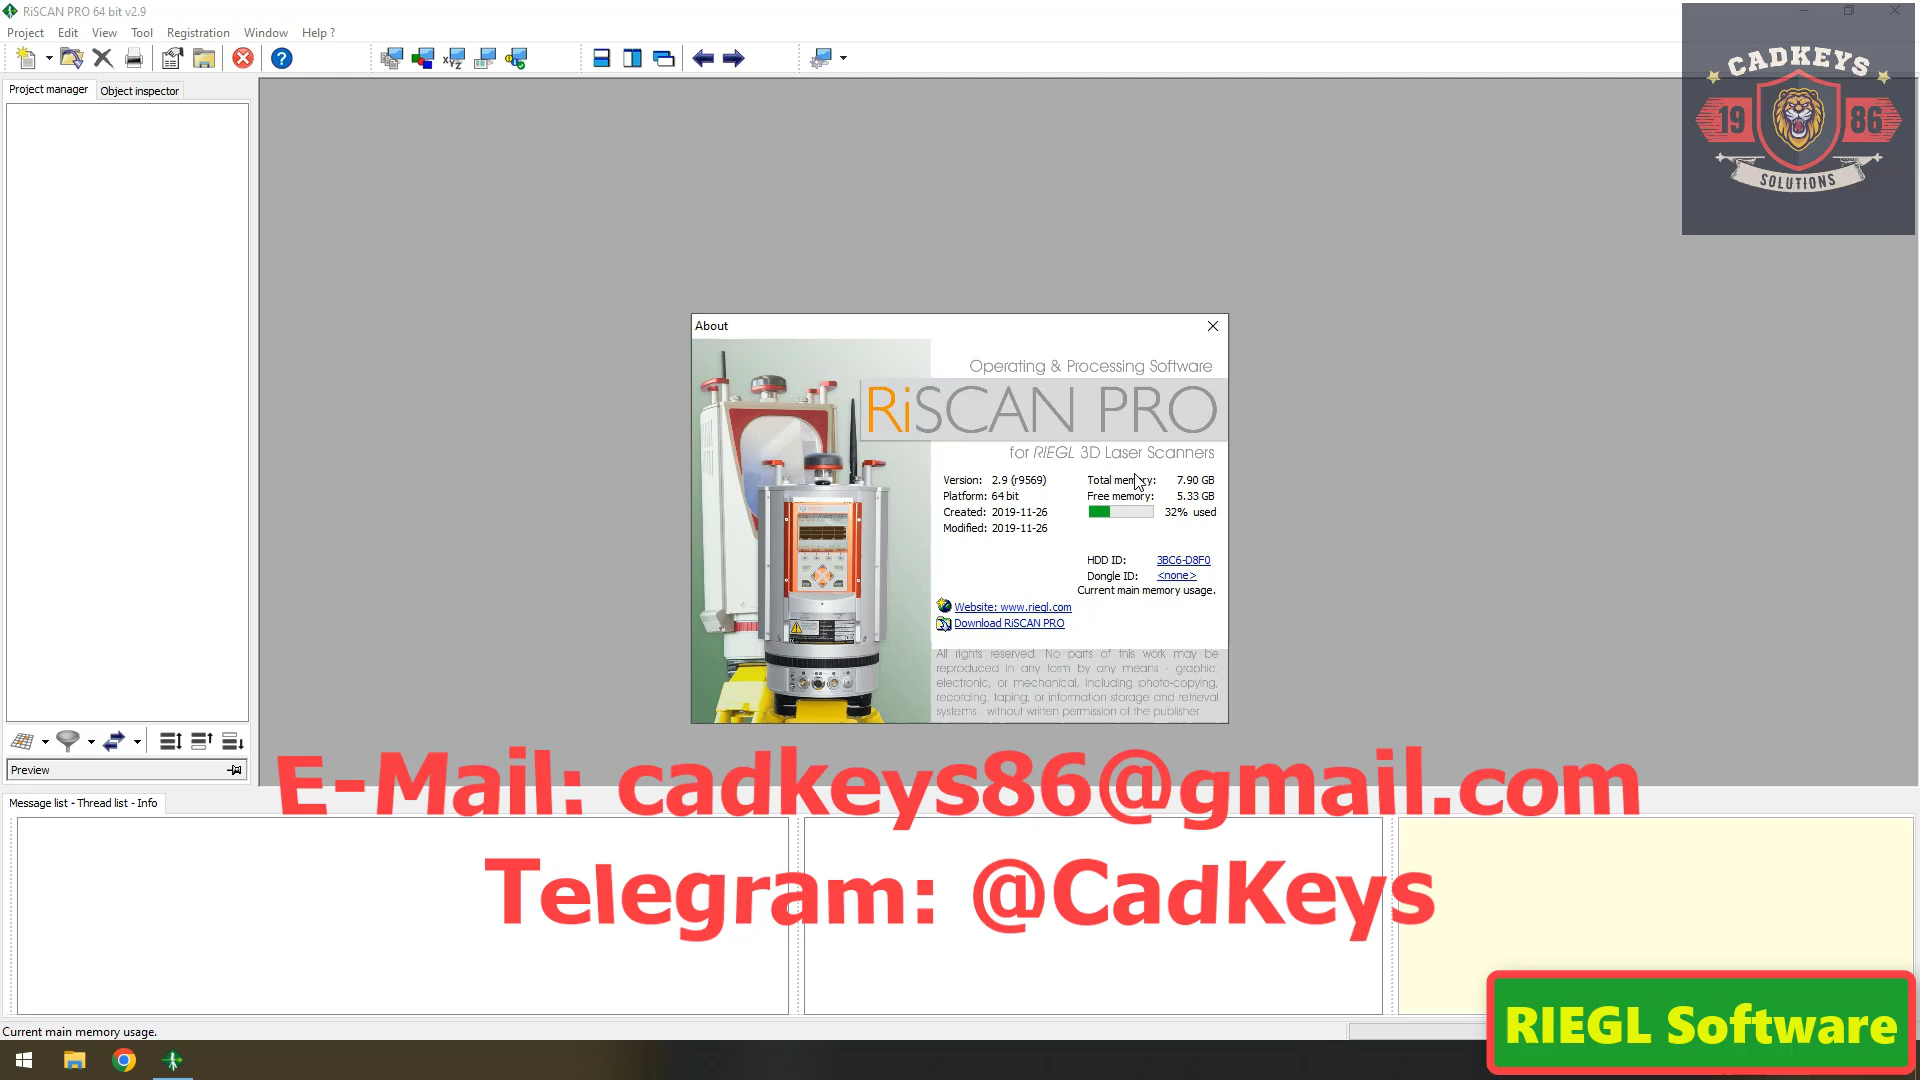 RiSCAN PRO 64 bit v2.9
Project Edit View Tool Registration Window Help ?
Project manager
Object inspector
CADKEYS
19 86
SOLUTIONS
About
Operating & Processing Software
RiSCAN PRO
for RIEGL 3D Laser Scanners
Version: 2.9 (r9569)
Platform: 64 bit
Created: 2019-11-26
Modified: 2019-11-26
Total memory: 7.90 GB
Free memory: 5.33 GB
32% used
HDD ID: 3BC6-D8F0
Dongle ID: <none>
Current main memory usage.
Website: www.riegl.com
Download RiSCAN PRO
All rights reserved. No parts of this work may be
reproduced in any form by any means - graphic,
electronic, or mechanical, including photo-copying,
recording, taping, or information storage and retrieval
systems - without written permission of the publisher.
Preview
E-Mail: cadkeys86@gmail.com
Message list - Thread list - Info
Telegram: @CadKeys
RIEGL Software
Current main memory usage.